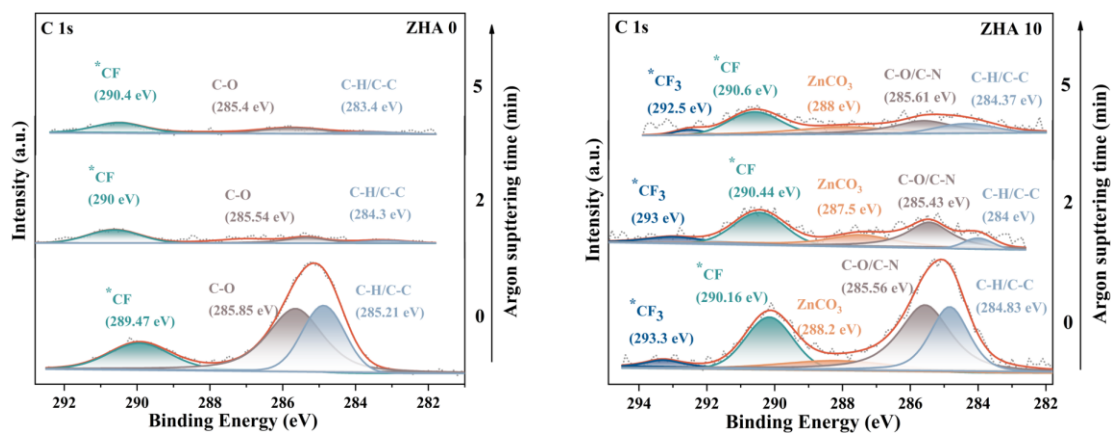 C 1s
ZHA 0
*CF
(290.4 eV)
C-O
(285.4 eV)
C-H/C-C
(283.4 eV)
*CF
(290 eV)
C-O
(285.54 eV)
C-H/C-C
(284.3 eV)
*CF
(289.47 eV)
C-O
(285.85 eV)
C-H/C-C
(285.21 eV)
Intensity (a.u.)
292 290 288 286 284 282
Binding Energy (eV)
5
2
0
Argon supttering time (min)
C 1s
ZHA 10
*CF3
(292.5 eV)
*CF
(290.6 eV)
ZnCO3
(288 eV)
C-O/C-N
(285.61 eV)
C-H/C-C
(284.37 eV)
*CF3
(293 eV)
*CF
(290.44 eV)
ZnCO3
(287.5 eV)
C-O/C-N
(285.43 eV)
C-H/C-C
(284 eV)
*CF3
(293.3 eV)
*CF
(290.16 eV)
ZnCO3
(288.2 eV)
C-O/C-N
(285.56 eV)
C-H/C-C
(284.83 eV)
Intensity (a.u.)
294 292 290 288 286 284 282
Binding Energy (eV)
5
2
0
Argon supttering time (min)